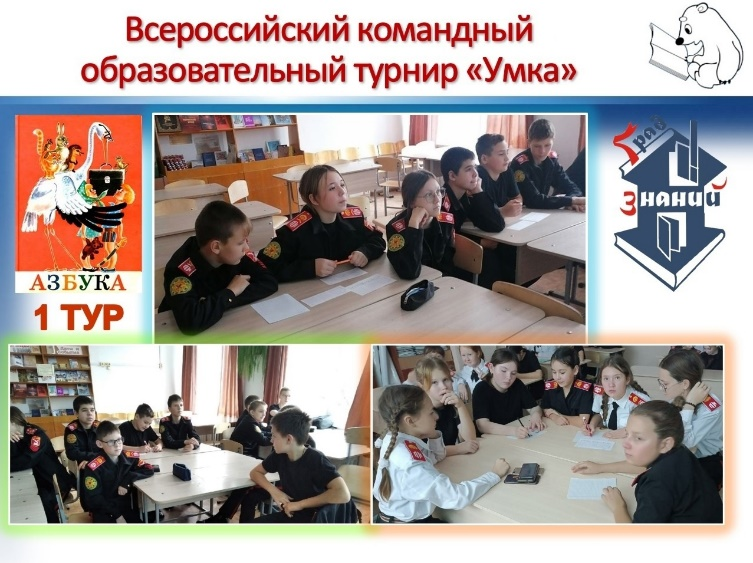 Всероссийский командный
образовательный турнир «Умка»
АЗБУКА
1 ТУР
Град
Знаний